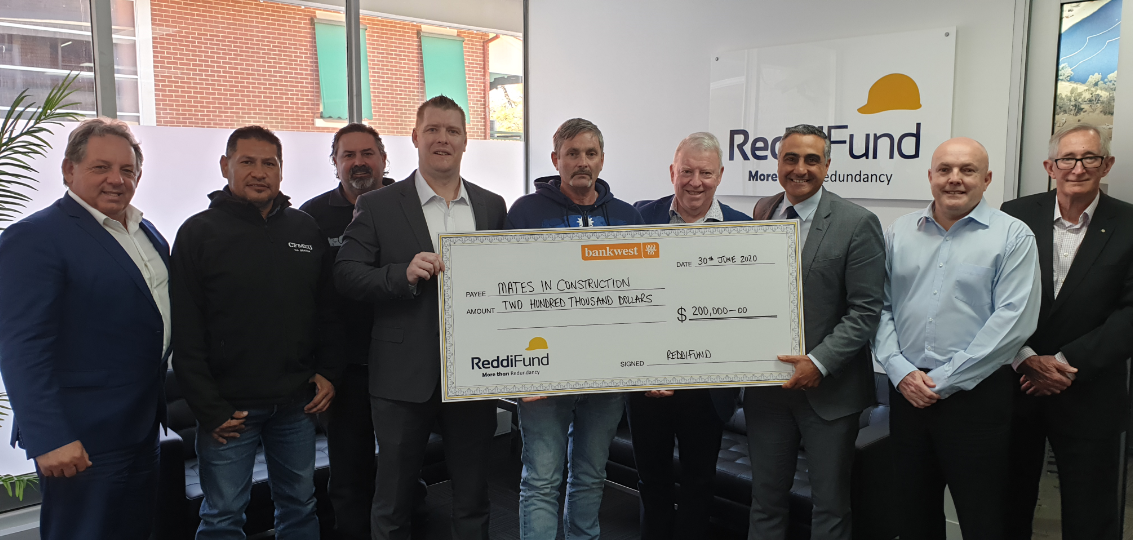 ReddiFund
More Redundancy
bankwest
DATE 30th JUNE 2020
PAYEE MATES IN CONSTRUCTION
AMOUNT TWO HUNDRED THOUSAND DOLLARS
$ 200,000-00
ReddiFund
More than Redundancy
SIGNED REDDIFUND